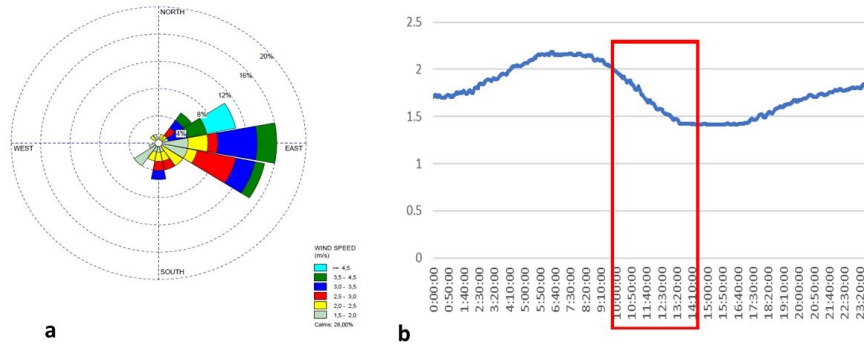 NORTH
20%
16%
12%
8%
4%
WEST
EAST
SOUTH
WIND SPEED
(m/s)
>= 4,5
3,5 - 4,5
3,0 - 3,5
2,5 - 3,0
2,0 - 2,5
1,5 - 2,0
Calms: 28,00%
a
2.5
2
1.5
1
0.5
0
0:00:00
0:50:00
1:40:00
2:30:00
3:20:00
4:10:00
5:00:00
5:50:00
6:40:00
7:30:00
8:20:00
9:10:00
10:00:00
10:50:00
11:40:00
12:30:00
13:20:00
14:10:00
15:00:00
15:50:00
16:40:00
17:30:00
18:20:00
19:10:00
20:00:00
20:50:00
21:40:00
22:30:00
23:20:00
b